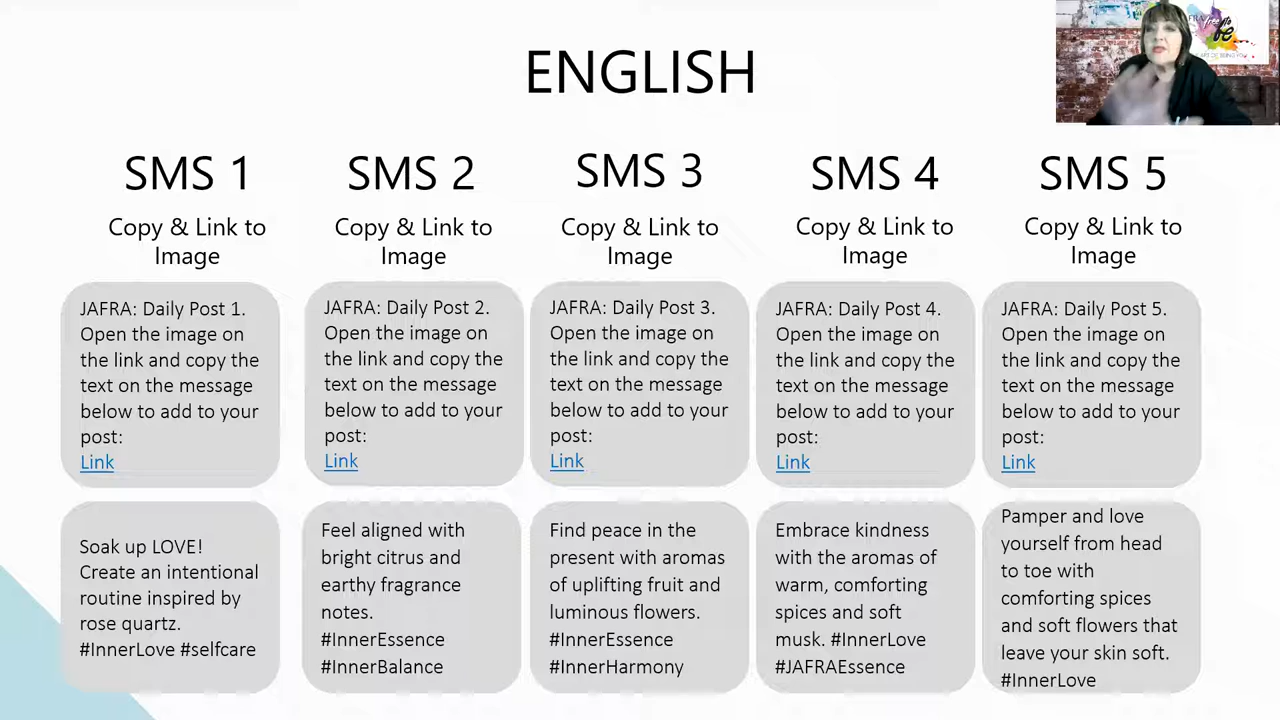 ENGLISH
SMS 1
Copy & Link to
Image
JAFRA: Daily Post 1.
Open the image on
the link and copy the
text on the message
below to add to your
post:
Link
Soak up LOVE!
Create an intentional
routine inspired by
rose quartz.
#InnerLove #selfcare
SMS 2
Copy & Link to
Image
JAFRA: Daily Post 2.
Open the image on
the link and copy the
text on the message
below to add to your
post:
Link
Feel aligned with
bright citrus and
earthy fragrance
notes.
#InnerEssence
#InnerBalance
SMS 3
Copy & Link to
Image
JAFRA: Daily Post 3.
Open the image on
the link and copy the
text on the message
below to add to your
post:
Link
Find peace in the
present with aromas
of uplifting fruit and
luminous flowers.
#InnerEssence
#InnerHarmony
SMS 4
Copy & Link to
Image
JAFRA: Daily Post 4.
Open the image on
the link and copy the
text on the message
below to add to your
post:
Link
Embrace kindness
with the aromas of
warm, comforting
spices and soft
musk. #InnerLove
#JAFRAEssence
SMS 5
Copy & Link to
Image
JAFRA: Daily Post 5.
Open the image on
the link and copy the
text on the message
below to add to your
post:
Link
Pamper and love
yourself from head
to toe with
comforting spices
and soft flowers that
leave your skin soft.
#InnerLove